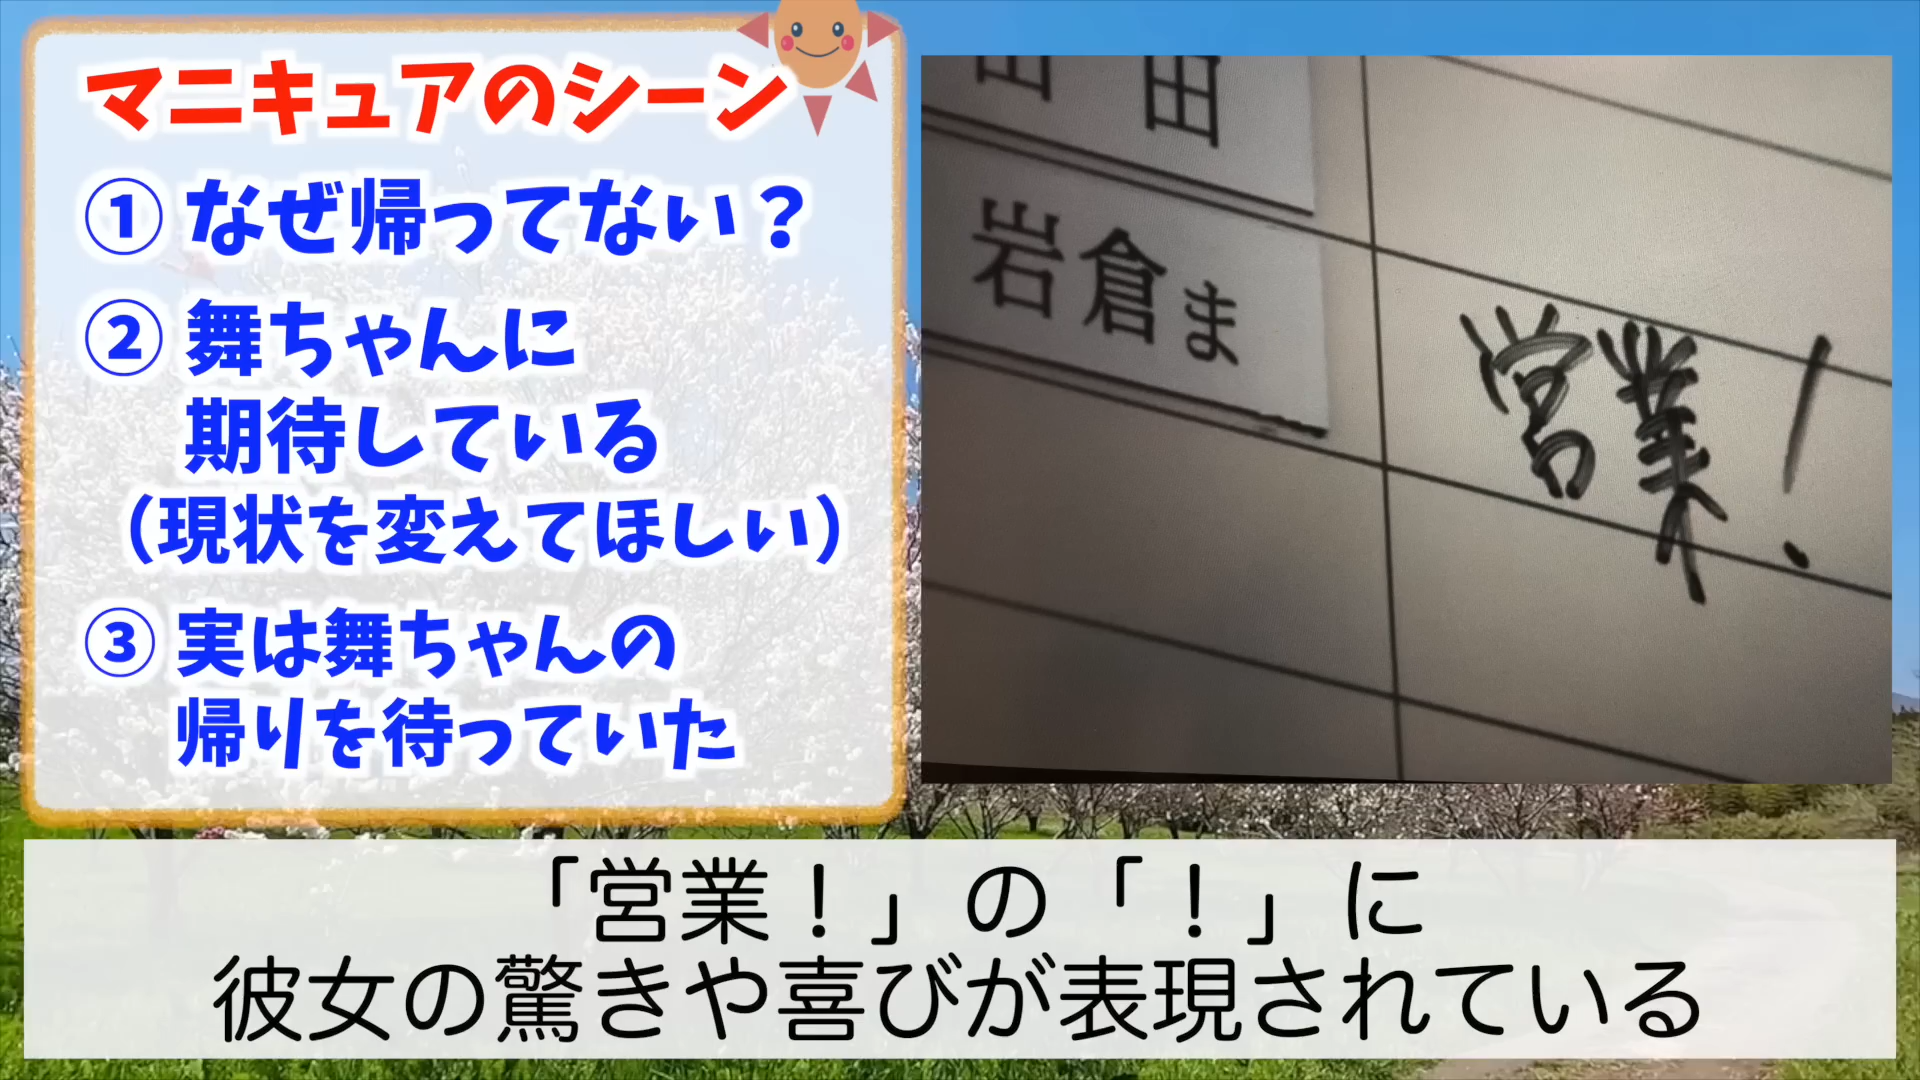 マニキュアのシーン
① なぜ帰ってない？
② 舞ちゃんに
期待している
（現状を変えてほしい）
③ 実は舞ちゃんの
帰りを待っていた
田
岩倉ま
営業！
「営業！」の「！」に
彼女の驚きや喜びが表現されている